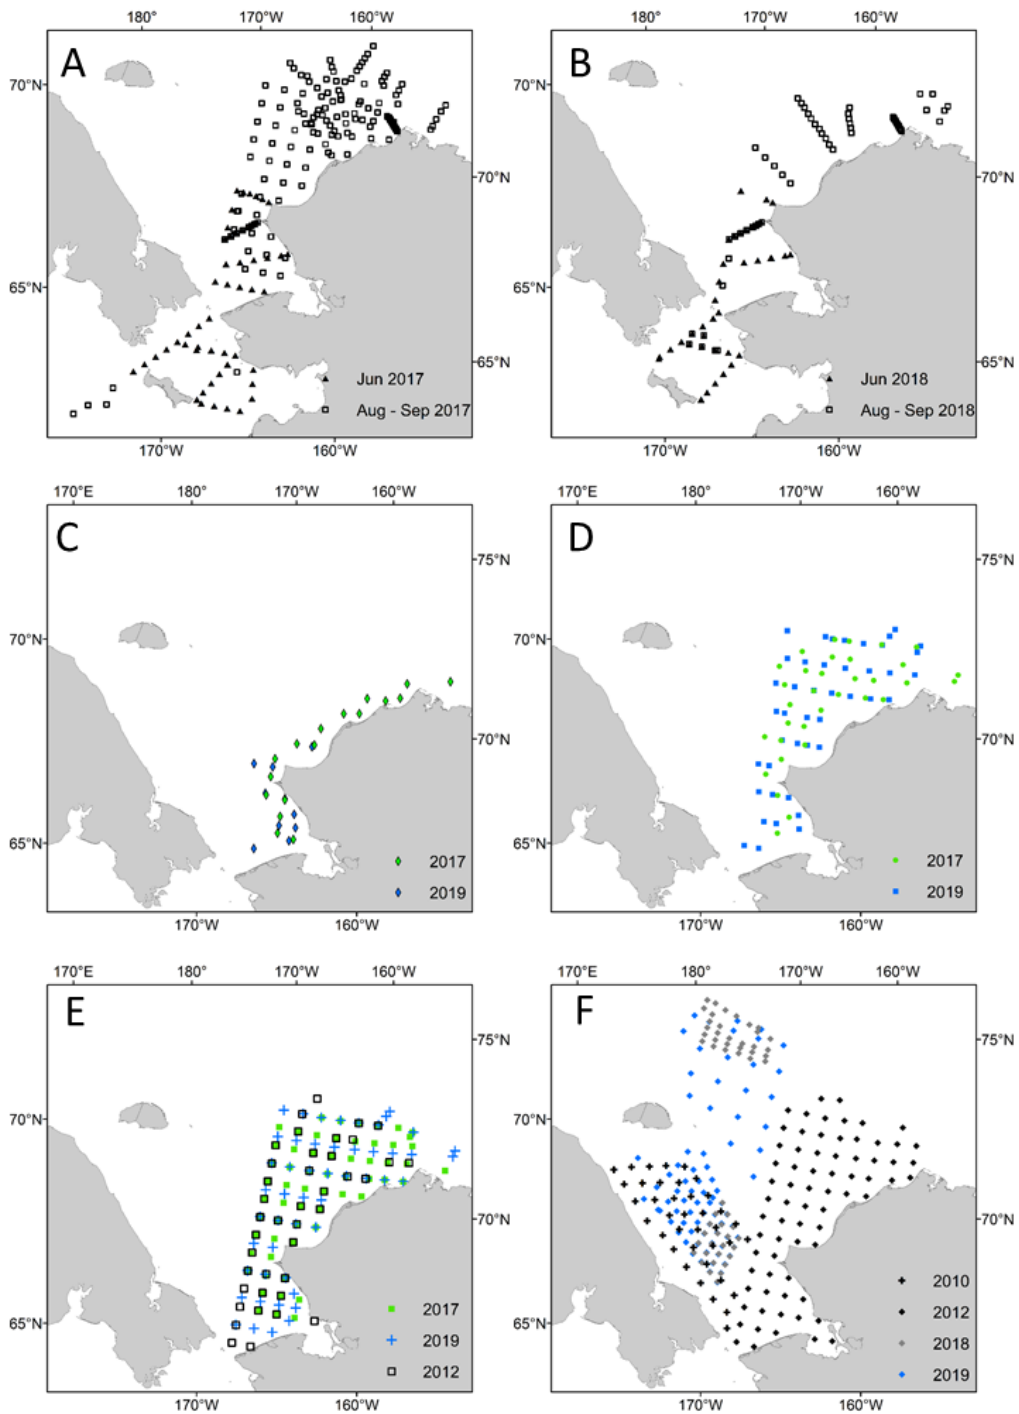 180° 170°W 160°W 180° 170°W 160°W
A B
70°N 70°N
70°N 70°N
65°N 65°N
65°N 65°N
Jun 2017 Jun 2018
Aug - Sep 2017 Aug - Sep 2018
170°W 160°W 170°W 160°W
170°E 180° 170°W 160°W 170°E 180° 170°W 160°W
C D
75°N 75°N
70°N 70°N
70°N 70°N
65°N 65°N
2017 2017
2019 2019
170°W 160°W 170°W 160°W
170°E 180° 170°W 160°W 170°E 180° 170°W 160°W
E F
75°N 75°N
70°N 70°N
70°N 70°N
2010
2017 2012
65°N 65°N
2019 2018
2012 2019
170°W 160°W 170°W 160°W